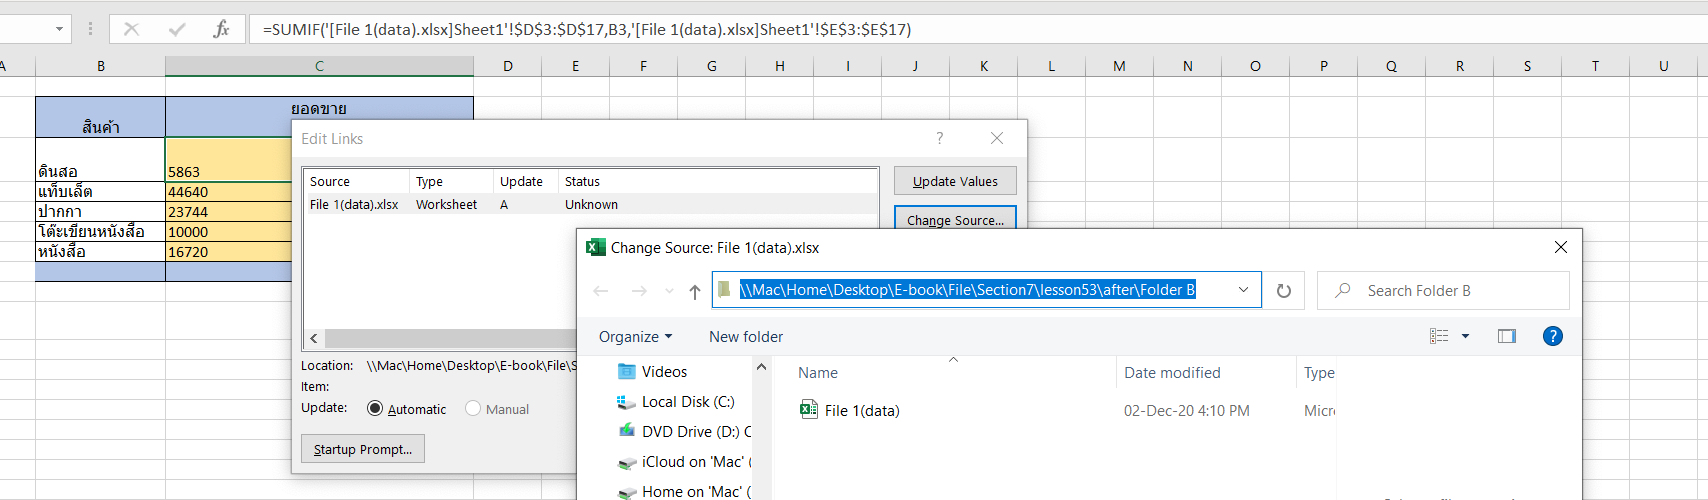 =SUMIF('[File 1(data).xlsx]Sheet1'!$D$3:$D$17,B3,'[File 1(data).xlsx]Sheet1'!$E$3:$E$17)
A B C D E F G H I J K L M N O P Q R S T U
สินค้า ยอดขาย
ดินสอ 5863
แท็บเล็ต 44640
ปากกา 23744
โต๊ะเขียนหนังสือ 10000
หนังสือ 16720
Edit Links ?
Source Type Update Status
File 1(data).xlsx Worksheet A Unknown
Update Values
Change Source...
Location: \\Mac\Home\Desktop\E-book\File\S
Item:
Update: Automatic Manual
Startup Prompt...
Change Source: File 1(data).xlsx
\\Mac\Home\Desktop\E-book\File\Section7\lesson53\after\Folder B
Search Folder B
Organize New folder ?
Name Date modified Type
File 1(data) 02-Dec-20 4:10 PM Micr
Videos
Local Disk (C:)
DVD Drive (D:) C
iCloud on 'Mac' (
Home on 'Mac' (